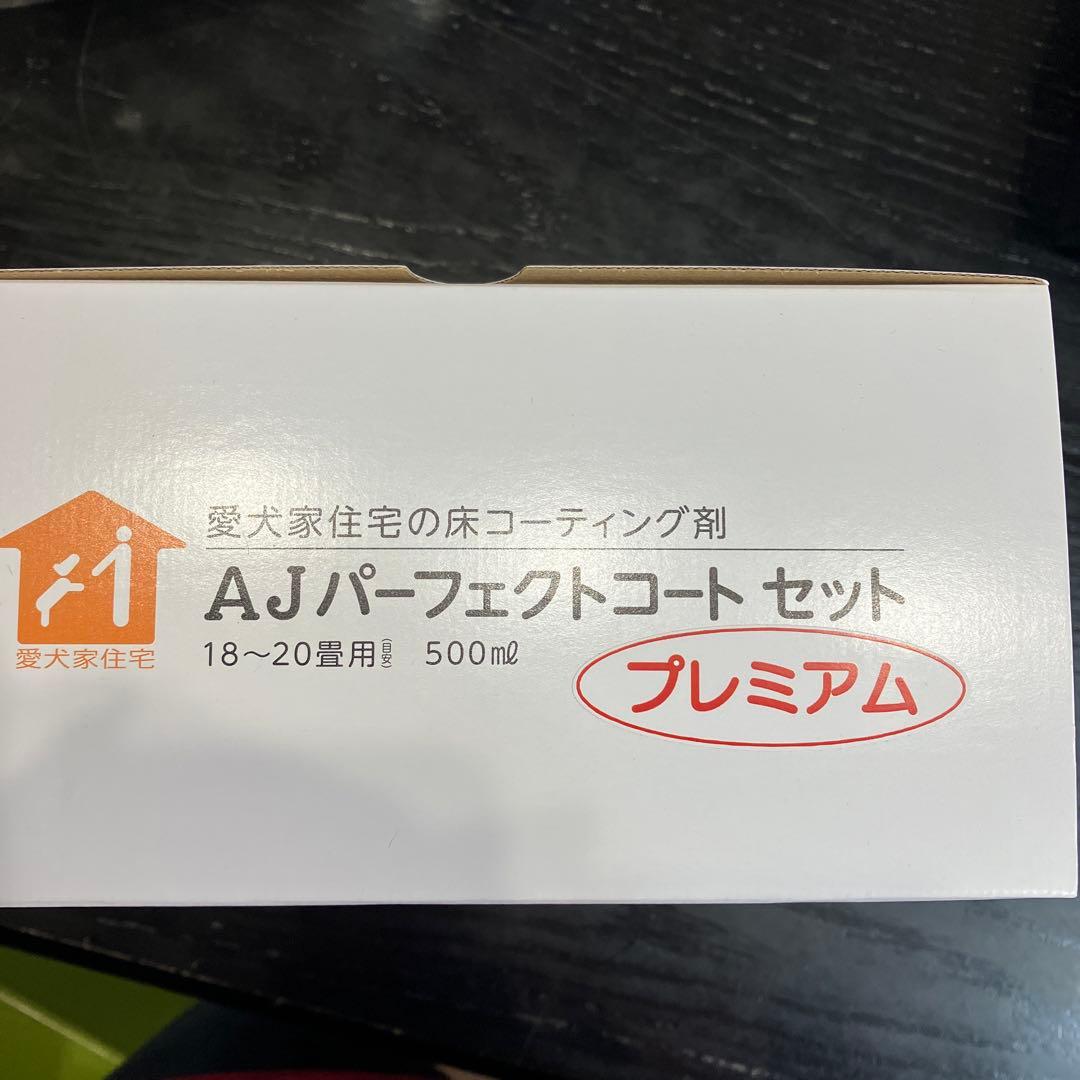 愛犬家住宅の床コーティング剤
AJパーフェクトコート セット
18〜20畳用(目安) 500㎖
プレミアム
愛犬家住宅